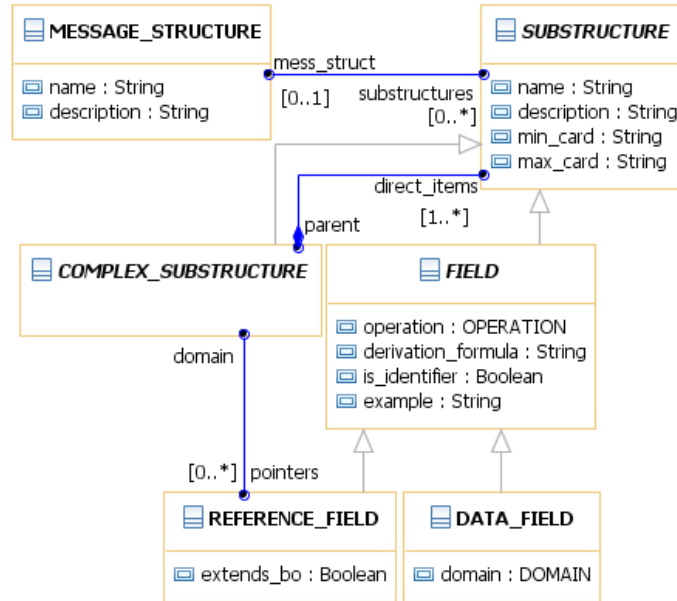 MESSAGE_STRUCTURE
name : String
description : String
SUBSTRUCTURE
name : String
description : String
min_card : String
max_card : String
mess_struct
[0..1]
substructures
[0..*]
direct_items
[1..*]
parent
COMPLEX_SUBSTRUCTURE
FIELD
operation : OPERATION
derivation_formula : String
is_identifier : Boolean
example : String
domain
[0..*] pointers
REFERENCE_FIELD
extends_bo : Boolean
DATA_FIELD
domain : DOMAIN